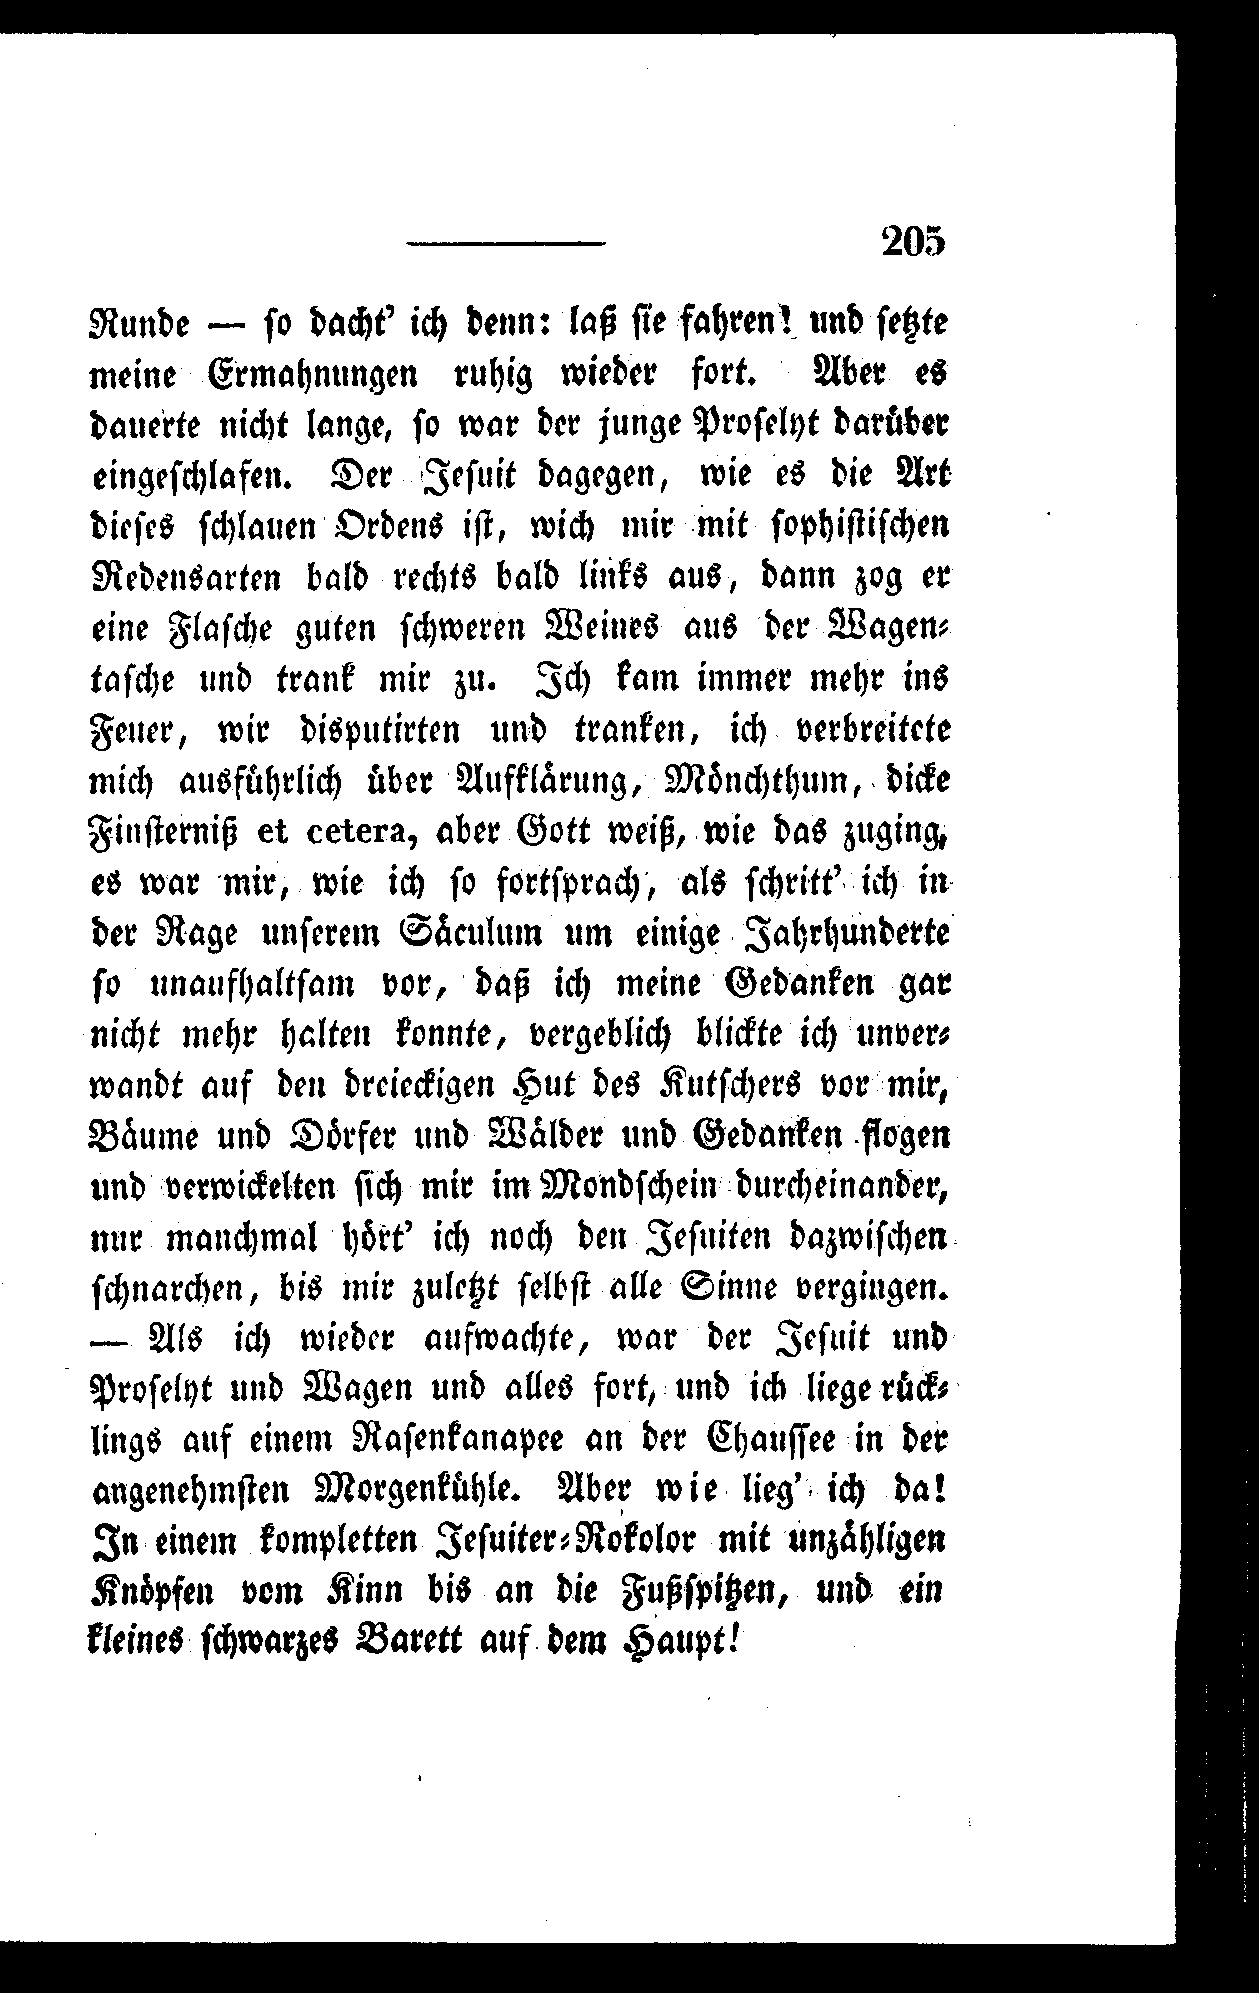 205
Runde — so dacht' ich denn: laß sie fahren! und setzte
meine Ermahnungen ruhig wieder fort. Aber es
dauerte nicht lange, so war der junge Proselyt darüber
eingeschlafen. Der Jesuit dagegen, wie es die Art
dieses schlauen Ordens ist, wich mir mit sophistischen
Redensarten bald rechts bald links aus, dann zog er
eine Flasche guten schweren Weines aus der Wagen-
tasche und trank mir zu. Ich kam immer mehr ins
Feuer, wir disputirten und tranken, ich verbreitete
mich ausführlich über Aufklärung, Mönchthum, dicke
Finsterniß et cetera, aber Gott weiß, wie das zuging,
es war mir, wie ich so fortsprach, als schritt' ich in
der Rage unserem Säculum um einige Jahrhunderte
so unaufhaltsam vor, daß ich meine Gedanken gar
nicht mehr halten konnte, vergeblich blickte ich unver-
wandt auf den dreieckigen Hut des Kutschers vor mir,
Bäume und Dörfer und Wälder und Gedanken flogen
und verwickelten sich mir im Mondschein durcheinander,
nur manchmal hört' ich noch den Jesuiten dazwischen
schnarchen, bis mir zuletzt selbst alle Sinne vergingen.
— Als ich wieder aufwachte, war der Jesuit und
Proselyt und Wagen und alles fort, und ich liege rück-
lings auf einem Rasenkanapee an der Chaussee in der
angenehmsten Morgenkühle. Aber wie lieg' ich da!
In einem kompletten Jesuiter-Rokolor mit unzähligen
Knöpfen vom Kinn bis an die Fußspitzen, und ein
kleines schwarzes Barett auf dem Haupt!